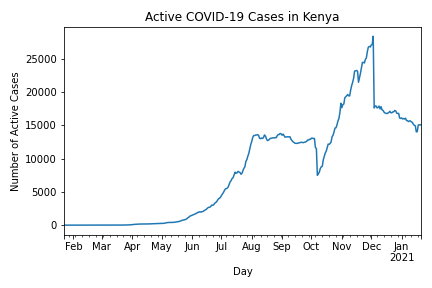 Active COVID-19 Cases in Kenya
Number of Active Cases
25000
20000
15000
10000
5000
0
Feb Mar Apr May Jun Jul Aug Sep Oct Nov Dec Jan
2021
Day